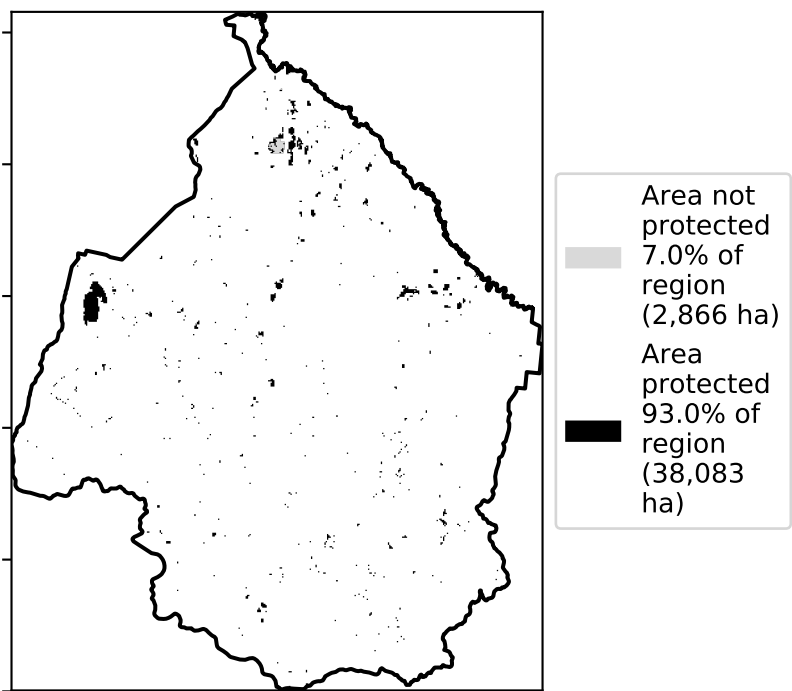 Area not
protected
7.0% of
region
(2,866 ha)
Area
protected
93.0% of
region
(38,083
ha)